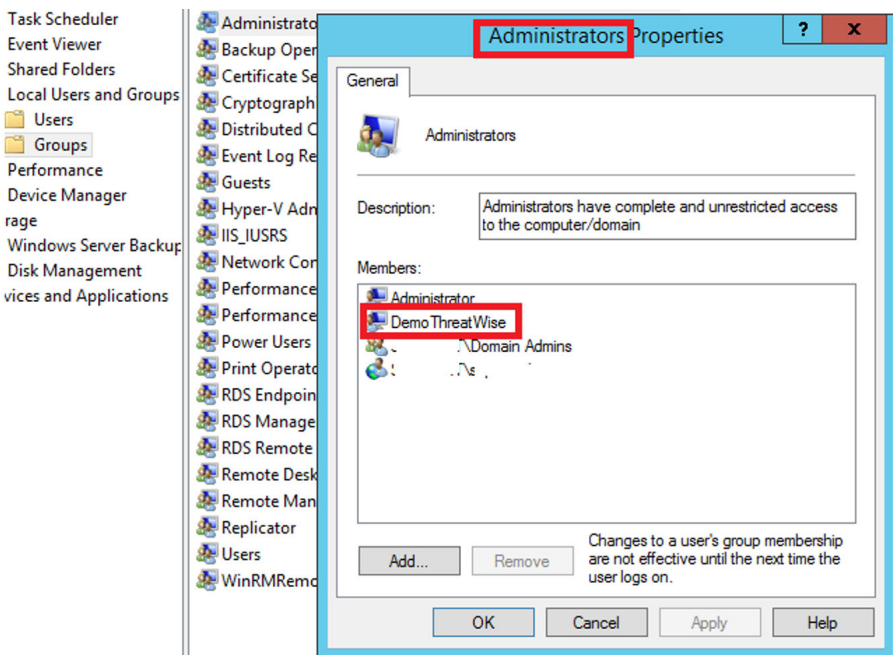 Task Scheduler
Event Viewer
Shared Folders
Local Users and Groups
Users
Groups
Performance
Device Manager
rage
Windows Server Backup
Disk Management
vices and Applications
Administrato
Backup Oper
Certificate Se
Cryptograph
Distributed C
Event Log Re
Guests
Hyper-V Adn
IIS_IUSRS
Network Cor
Performance
Performance
Power Users
Print Operato
RDS Endpoin
RDS Manage
RDS Remote
Remote Desk
Remote Man
Replicator
Users
WinRMRemo
Administrators Properties
? x
General
Administrators
Description:
Administrators have complete and unrestricted access
to the computer/domain
Members:
Administrator
DemoThreatWise
\Domain Admins
Add...
Remove
Changes to a user's group membership
are not effective until the next time the
user logs on.
OK
Cancel
Apply
Help